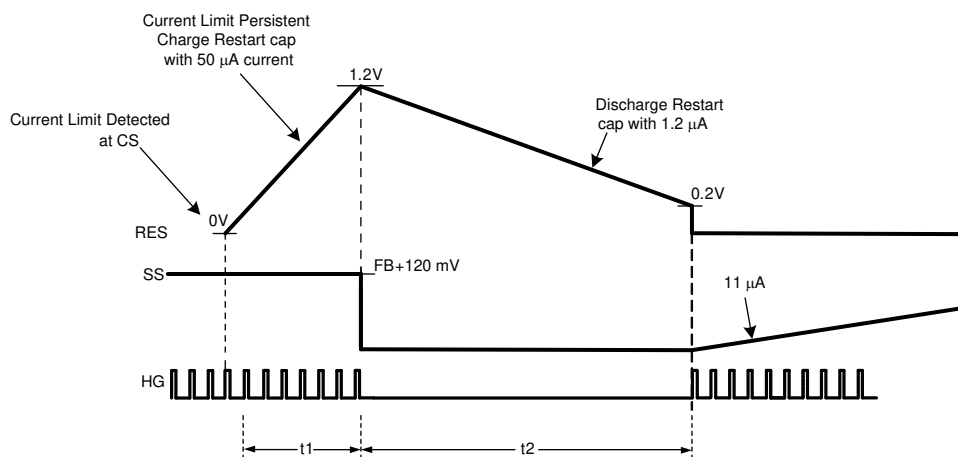 Current Limit Persistent
Charge Restart cap
with 50 μA current
1.2V
Discharge Restart
cap with 1.2 μA
Current Limit Detected
at CS
0V
0.2V
RES
SS
FB+120 mV
11 μA
HG
t1
t2